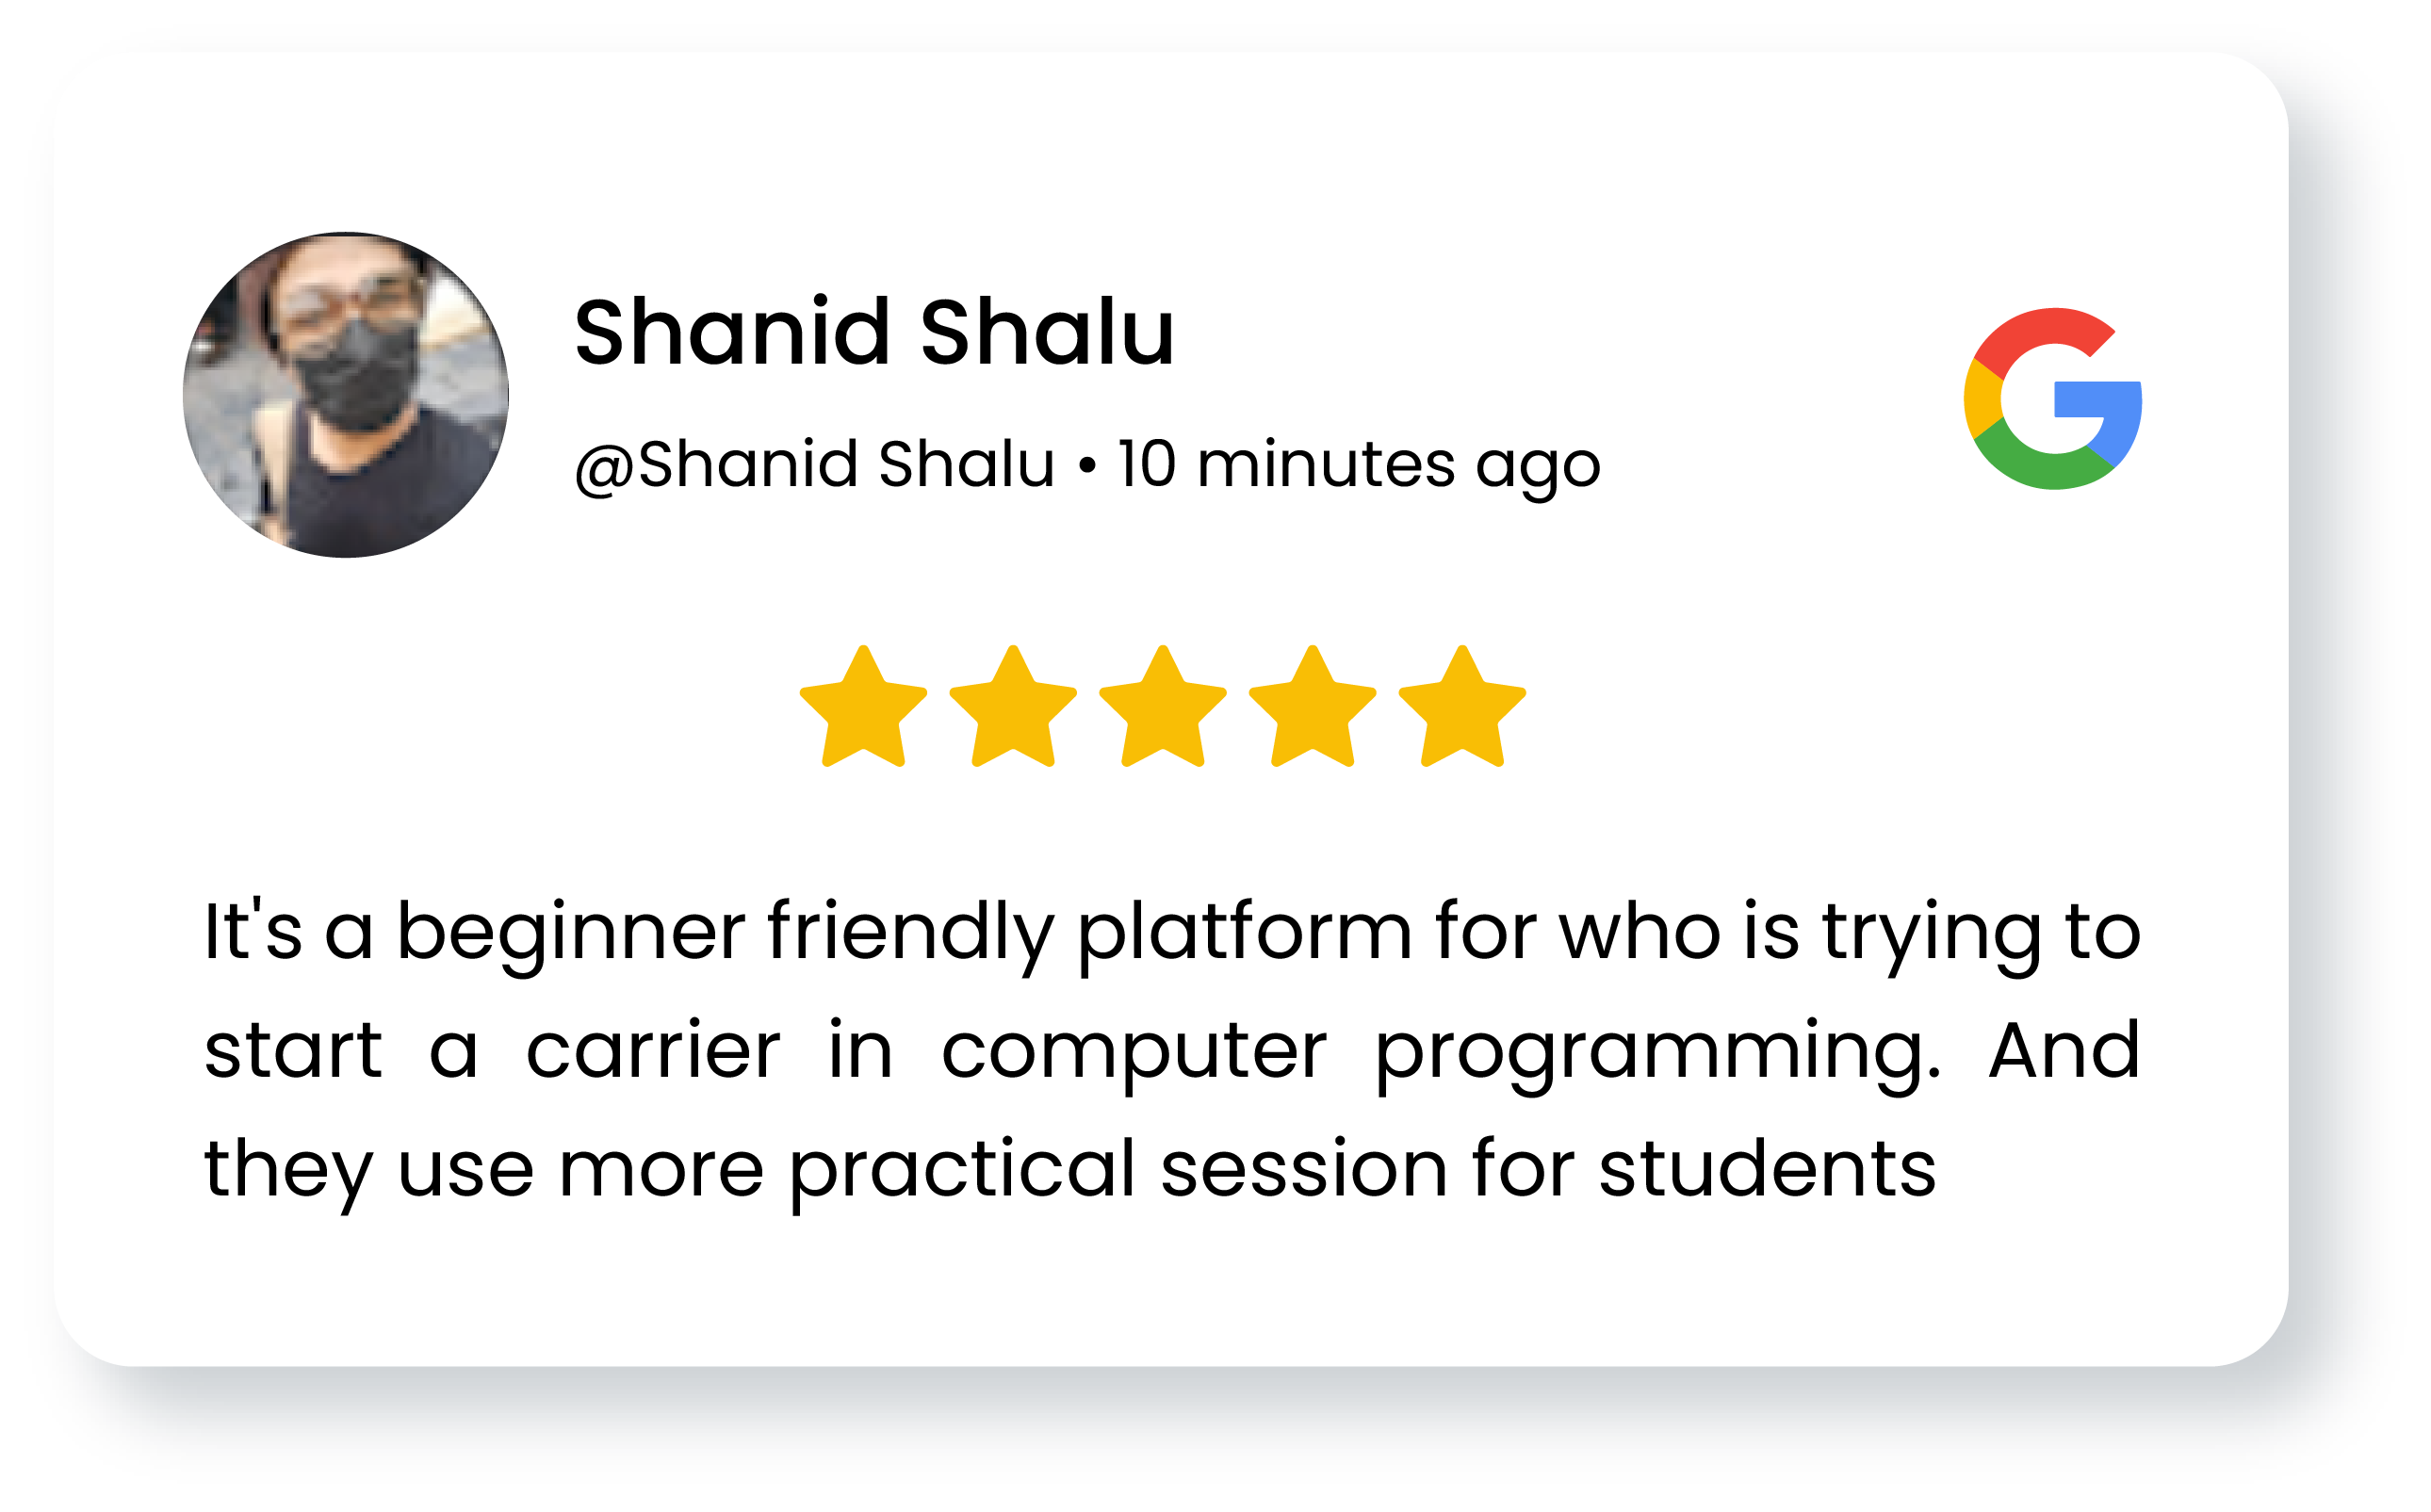 Shanid Shalu
@Shanid Shalu • 10 minutes ago
It's a beginner friendly platform for who is trying to
start a carrier in computer programming. And
they use more practical session for students